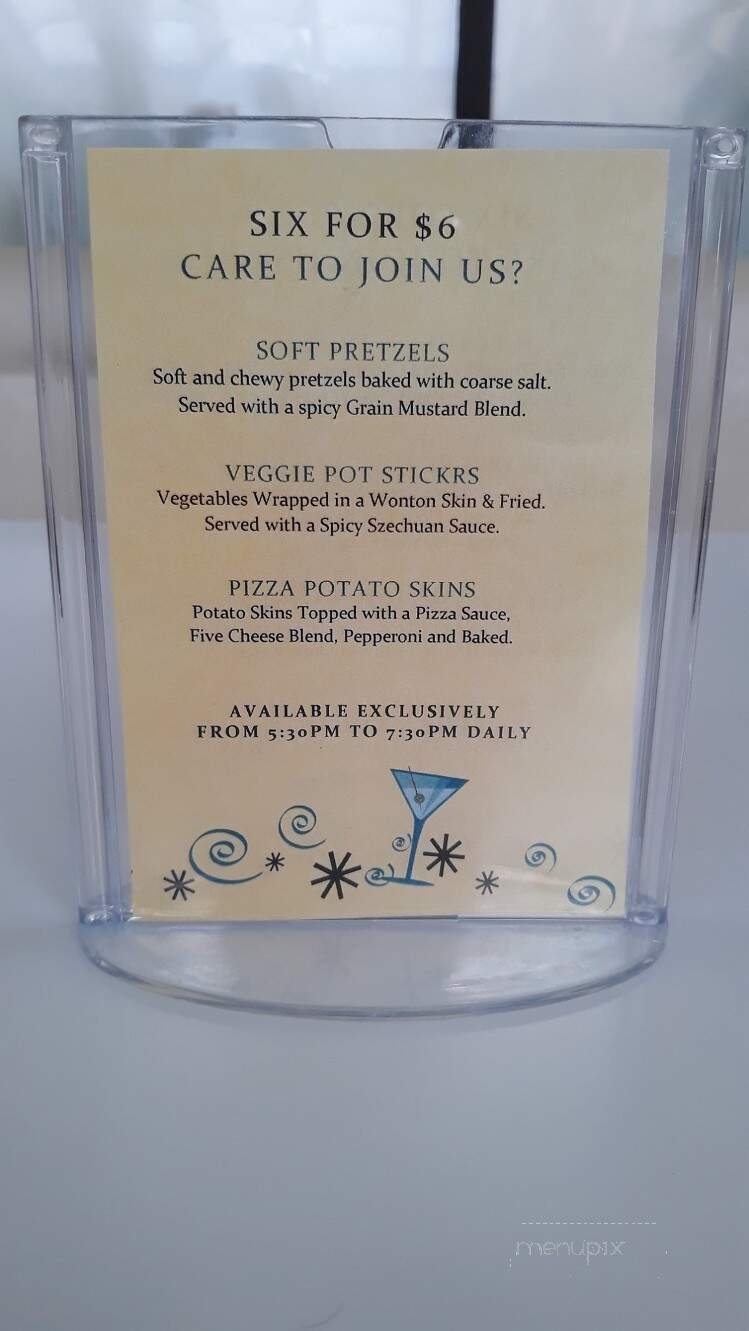 SIX FOR $6
CARE TO JOIN US?
SOFT PRETZELS
Soft and chewy pretzels baked with coarse salt.
Served with a spicy Grain Mustard Blend.
VEGGIE POT STICKRS
Vegetables Wrapped in a Wonton Skin & Fried.
Served with a Spicy Szechuan Sauce.
PIZZA POTATO SKINS
Potato Skins Topped with a Pizza Sauce,
Five Cheese Blend, Pepperoni and Baked.
AVAILABLE EXCLUSIVELY
FROM 5:30PM TO 7:30PM DAILY
menupix